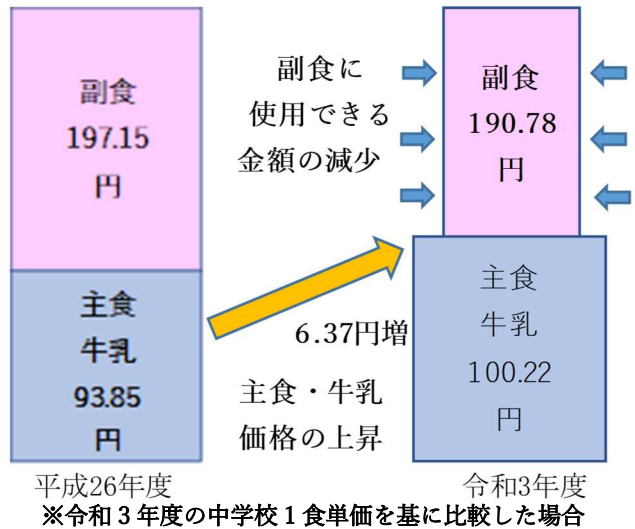 副食
197.15
円
主食
牛乳
93.85
円
平成26年度
副食に
使用できる
金額の減少
6.37円増
主食・牛乳
価格の上昇
副食
190.78
円
主食
牛乳
100.22
円
令和3年度
※令和３年度の中学校１食単価を基に比較した場合